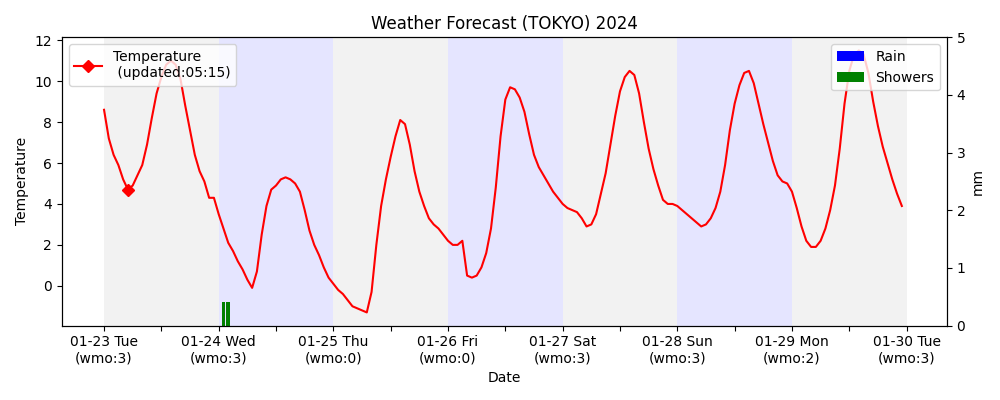 Weather Forecast (TOKYO) 2024
Temperature
(updated:05:15)
Rain
Showers
12
10
8
6
4
2
0
Temperature
5
4
3
2
1
0
mm
01-23 Tue
(wmo:3)
01-24 Wed
(wmo:3)
01-25 Thu
(wmo:0)
01-26 Fri
(wmo:0)
01-27 Sat
(wmo:3)
01-28 Sun
(wmo:3)
01-29 Mon
(wmo:2)
01-30 Tue
(wmo:3)
Date